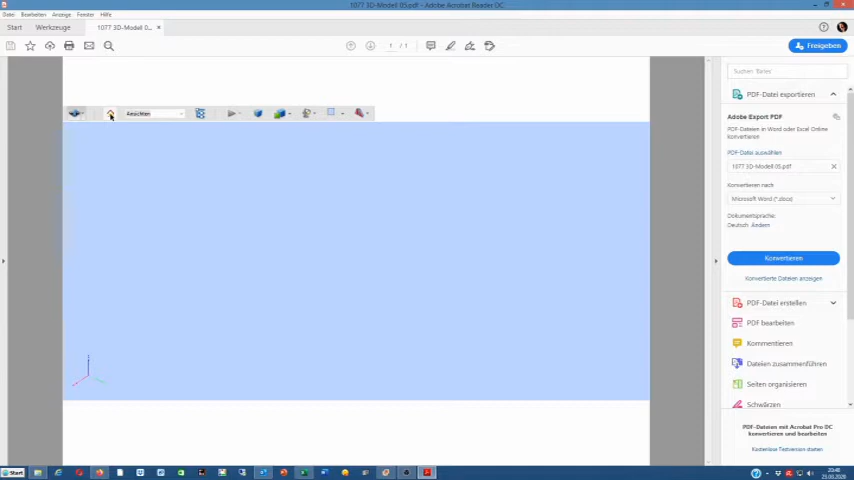 1077 3D-Modell 05.pdf - Adobe Acrobat Reader DC
Datei Bearbeiten Anzeige Fenster Hilfe
Start Werkzeuge 1077 3D-Modell 0...
1 / 1
Freigeben
Ansichten
PDF-Datei exportieren
Adobe Export PDF
PDF-Dateien in Word oder Excel Online
konvertieren
PDF-Datei auswählen
1077 3D-Modell 05.pdf
Konvertieren nach
Microsoft Word (*.docx)
Dokumentsprache:
Deutsch Ändern
Konvertieren
Konvertierte Dateien anzeigen
PDF-Datei erstellen
PDF bearbeiten
Kommentieren
Dateien zusammenführen
Seiten organisieren
Schwärzen
PDF-Dateien mit Acrobat Pro DC
konvertieren und bearbeiten
Kostenlose Testversion starten
Start
20:48